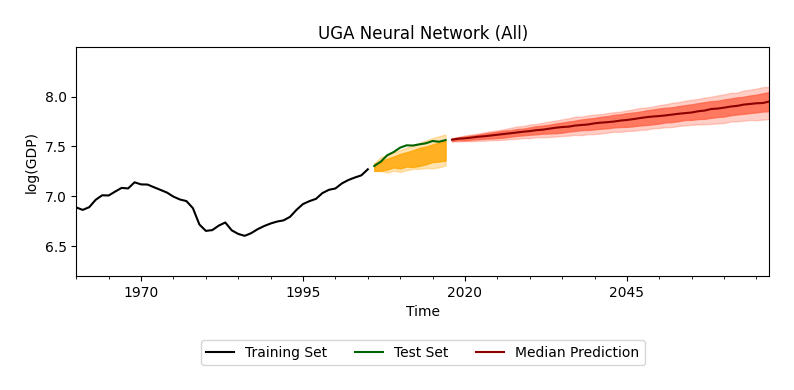 UGA Neural Network (All)
log(GDP)
8.0
7.5
7.0
6.5
1970 1995 2020 2045
Time
Training Set Test Set Median Prediction